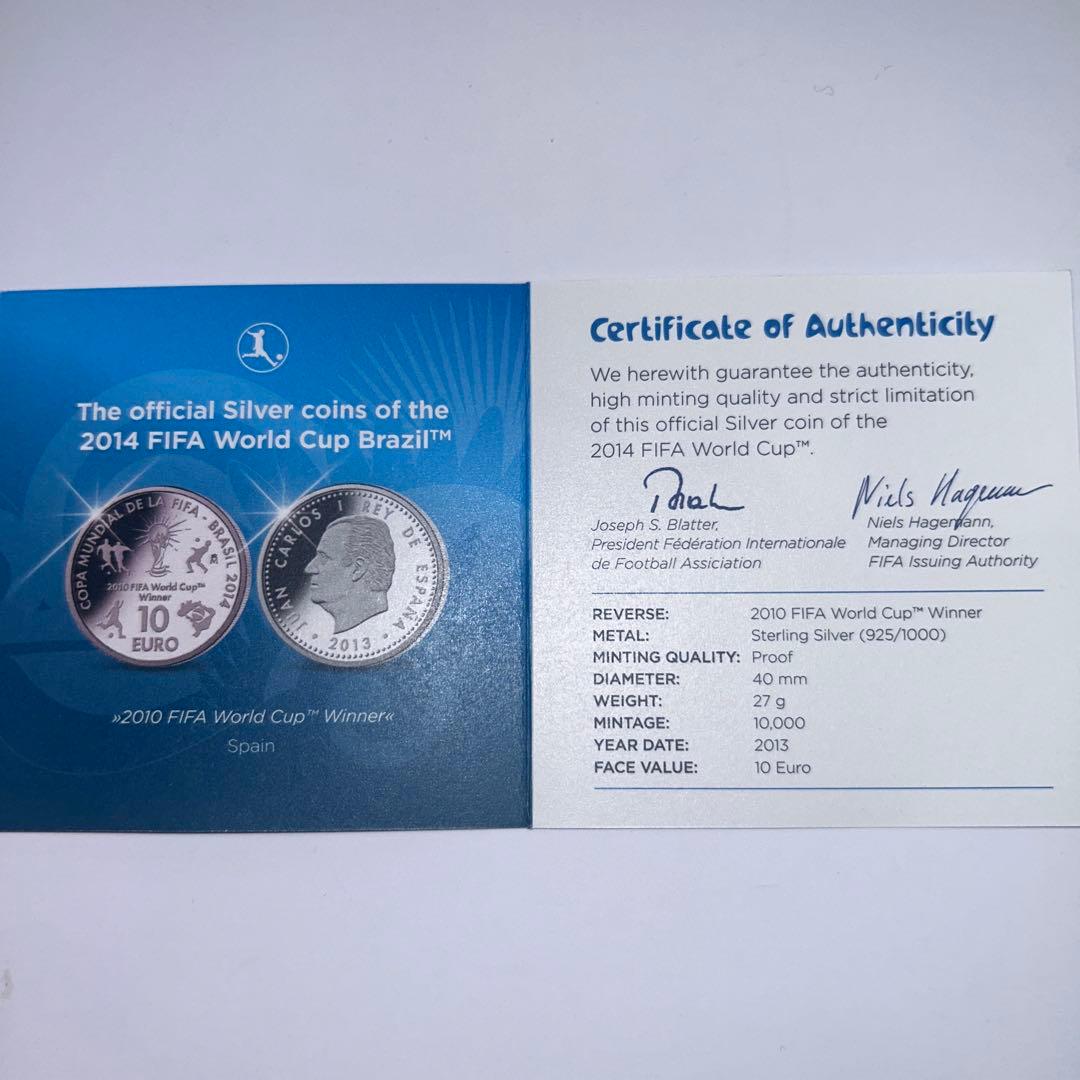 The official Silver coins of the
2014 FIFA World Cup Brazil™
COPA MUNDIAL DE LA FIFA - BRASIL 2014
2010 FIFA World Cup™
Winner
10
EURO
JUAN CARLOS I REY DE ESPAÑA
• 2013 •
»2010 FIFA World Cup™ Winner«
Spain
Certificate of Authenticity
We herewith guarantee the authenticity,
high minting quality and strict limitation
of this official Silver coin of the
2014 FIFA World Cup™.
Niels Hagemann
Joseph S. Blatter,
President Fédération Internationale
de Football Assiciation
Niels Hagemann,
Managing Director
FIFA Issuing Authority
REVERSE: 2010 FIFA World Cup™ Winner
METAL: Sterling Silver (925/1000)
MINTING QUALITY: Proof
DIAMETER: 40 mm
WEIGHT: 27 g
MINTAGE: 10,000
YEAR DATE: 2013
FACE VALUE: 10 Euro